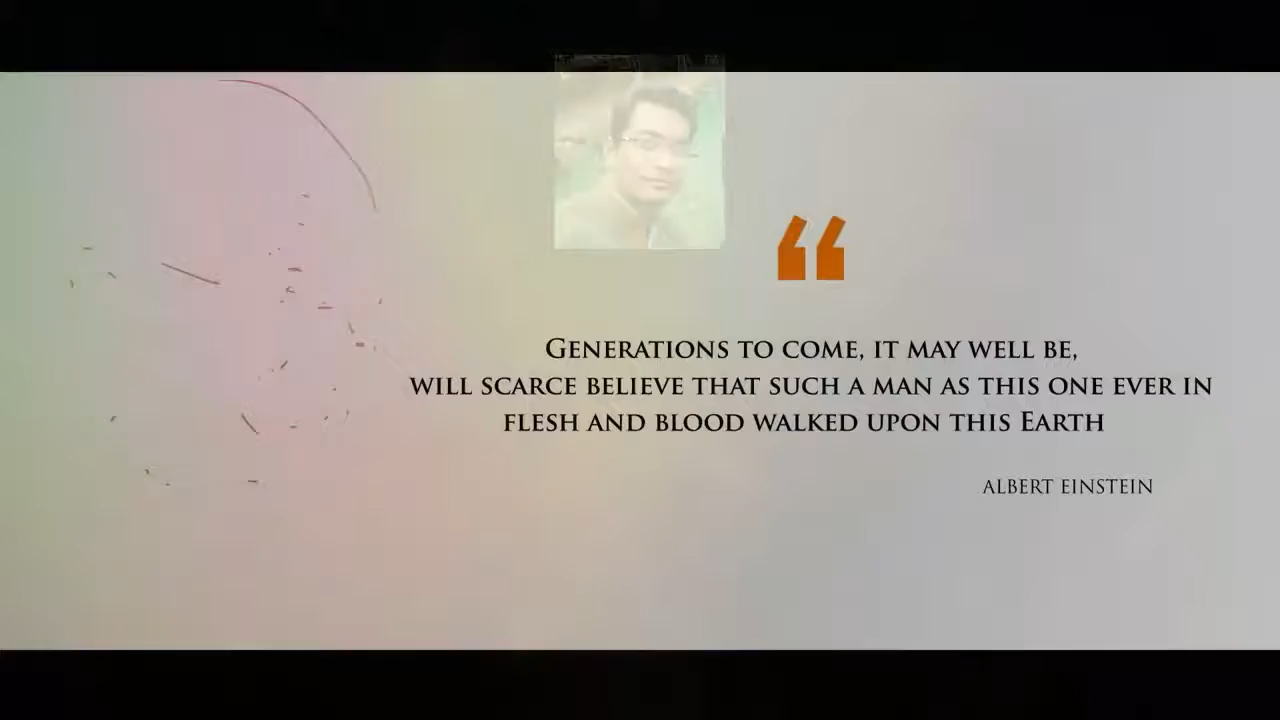 “
GENERATIONS TO COME, IT MAY WELL BE,
WILL SCARCE BELIEVE THAT SUCH A MAN AS THIS ONE EVER IN
FLESH AND BLOOD WALKED UPON THIS EARTH
ALBERT EINSTEIN